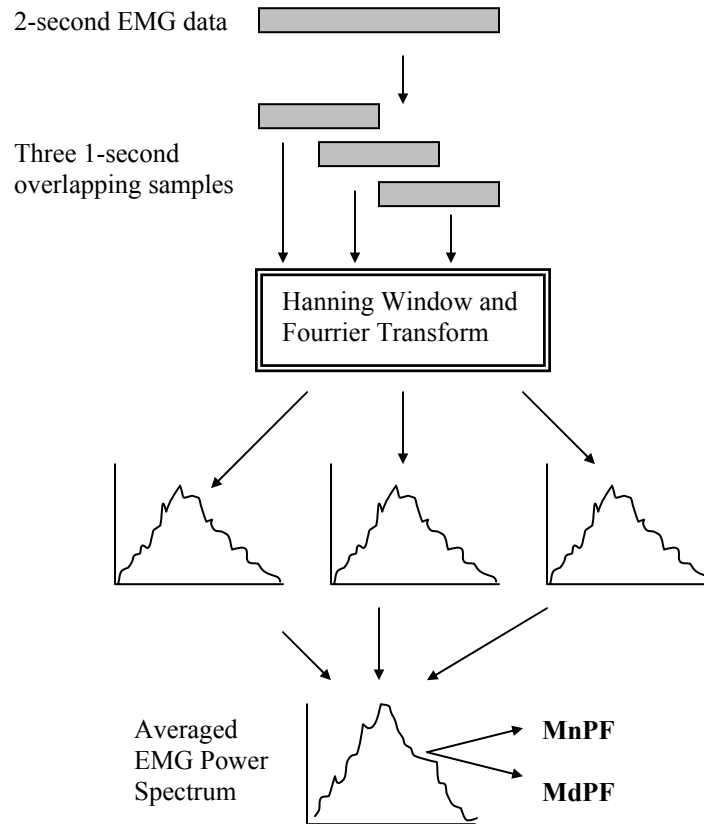 2-second EMG data
Three 1-second
overlapping samples
Hanning Window and
Fourrier Transform
Averaged
EMG Power
Spectrum
MnPF
MdPF